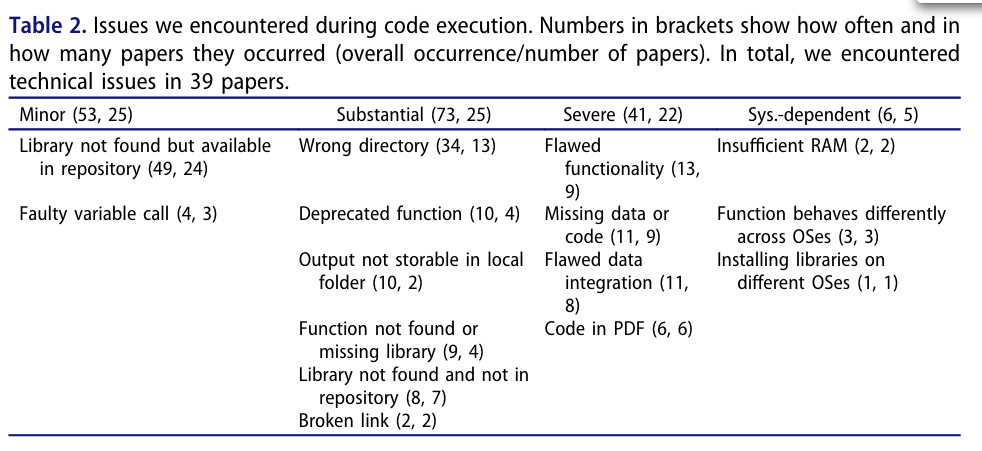 Table 2. Issues we encountered during code execution. Numbers in brackets show how often and in
how many papers they occurred (overall occurrence/number of papers). In total, we encountered
technical issues in 39 papers.
Minor (53, 25) Substantial (73, 25) Severe (41, 22) Sys.-dependent (6, 5)
Library not found but available Wrong directory (34, 13) Flawed Insufficient RAM (2, 2)
in repository (49, 24) functionality (13,
9)
Faulty variable call (4, 3) Deprecated function (10, 4) Missing data or Function behaves differently
code (11, 9) across OSes (3, 3)
Output not storable in local Flawed data Installing libraries on
folder (10, 2) integration (11, different OSes (1, 1)
8)
Function not found or Code in PDF (6, 6)
missing library (9, 4)
Library not found and not in
repository (8, 7)
Broken link (2, 2)